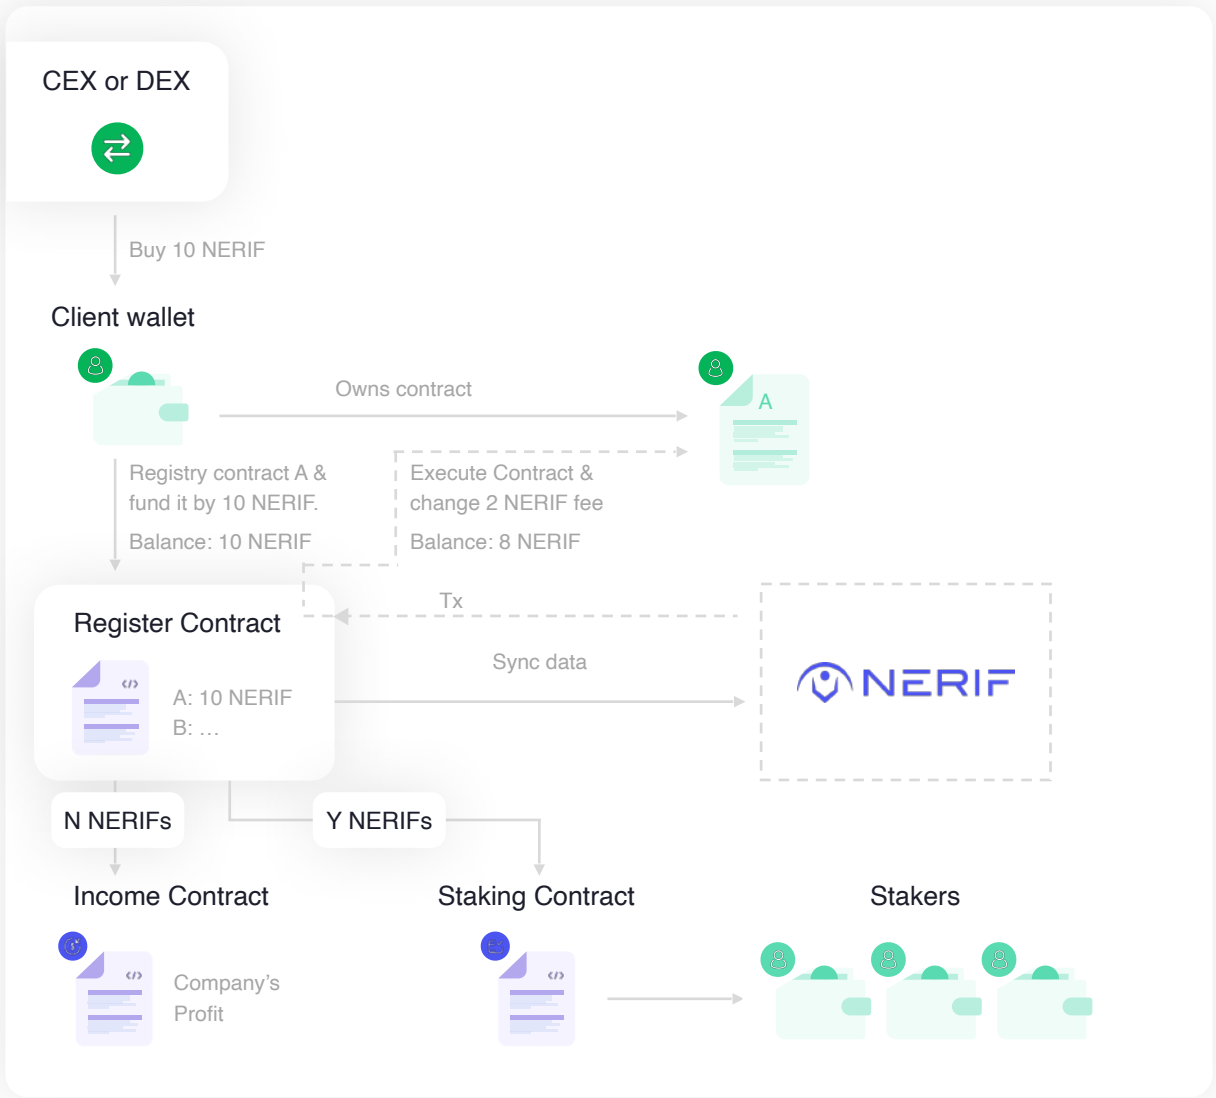 CEX or DEX
Buy 10 NERIF
Client wallet
Owns contract
A
Registry contract A &
fund it by 10 NERIF.
Balance: 10 NERIF
Execute Contract &
change 2 NERIF fee
Balance: 8 NERIF
Tx
Register Contract
</>
A: 10 NERIF
B: …
Sync data
NERIF
N NERIFs
Y NERIFs
Income Contract
</>
Company’s
Profit
Staking Contract
</>
Stakers